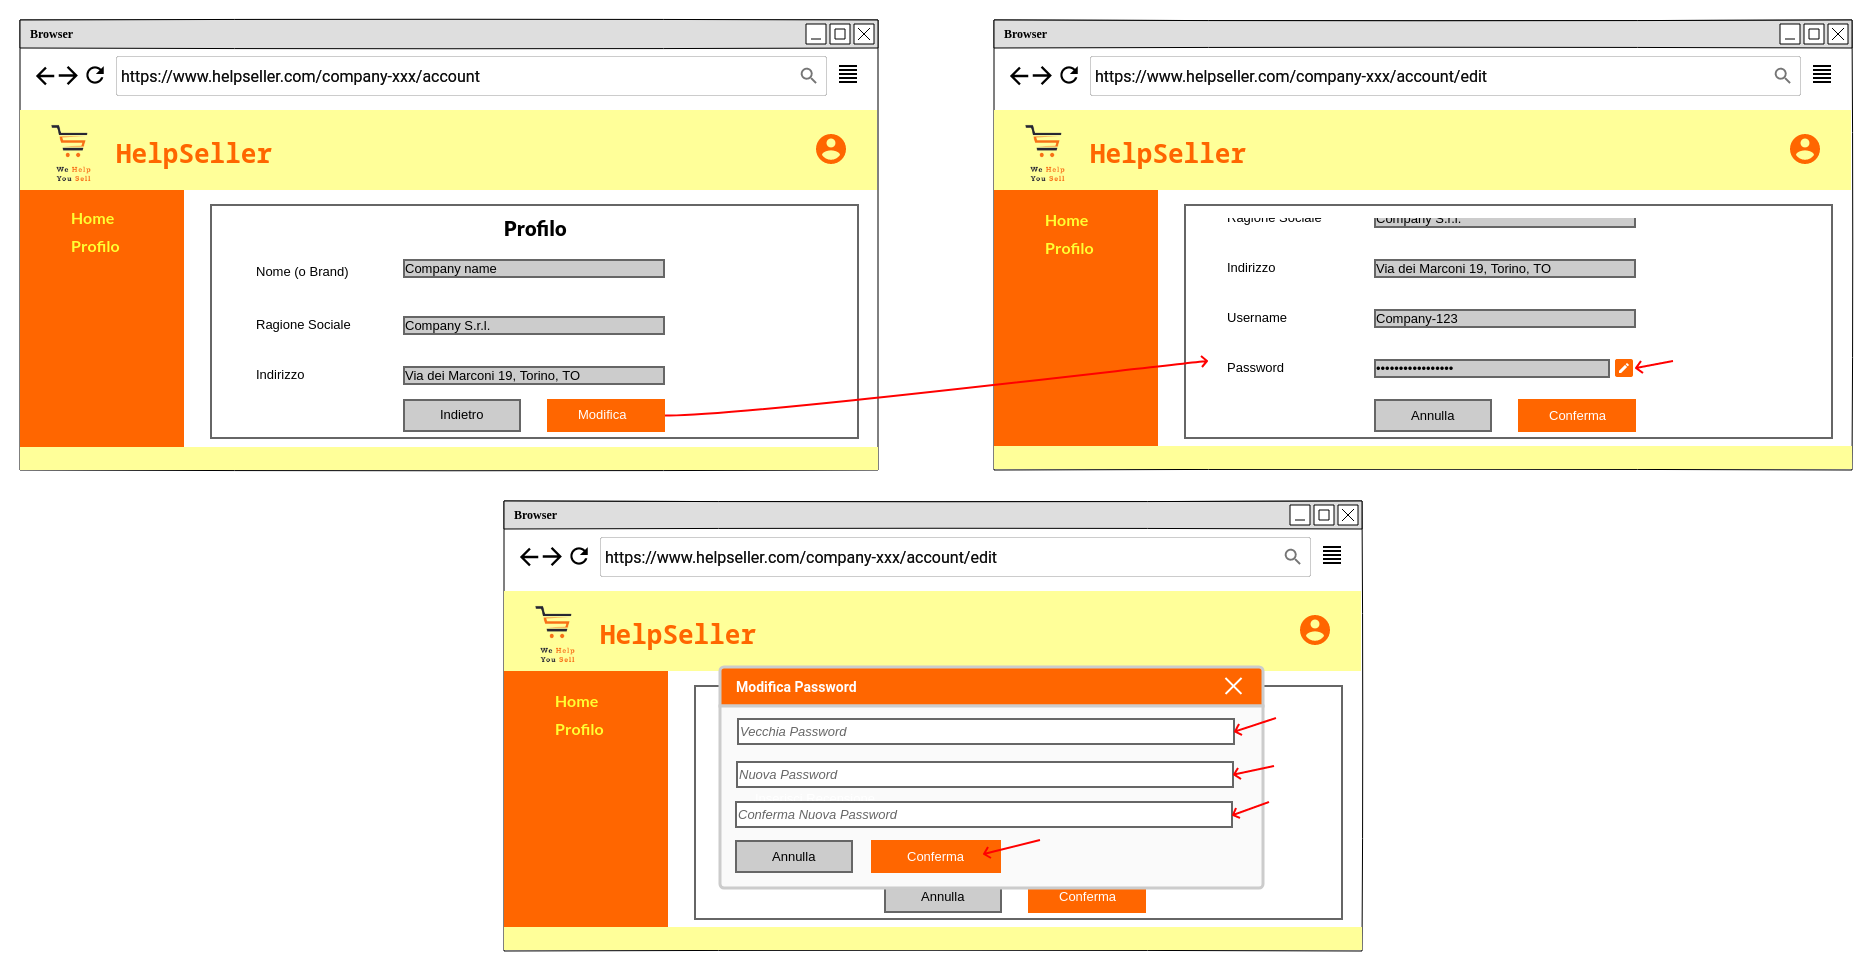 Browser
https://www.helpseller.com/company-xxx/account
We Help
You Sell
HelpSeller
Home
Profilo
Profilo
Nome (o Brand)
Company name
Ragione Sociale
Company S.r.l.
Indirizzo
Via dei Marconi 19, Torino, TO
Indietro
Modifica
Browser
https://www.helpseller.com/company-xxx/account/edit
We Help
You Sell
HelpSeller
Home
Profilo
Ragione Sociale
Company S.r.l.
Indirizzo
Via dei Marconi 19, Torino, TO
Username
Company-123
Password
•••••••••••••••••
Annulla
Conferma
Browser
https://www.helpseller.com/company-xxx/account/edit
We Help
You Sell
HelpSeller
Home
Profilo
Modifica Password
Vecchia Password
Nuova Password
Conferma Nuova Password
Annulla
Conferma
Annulla
Conferma